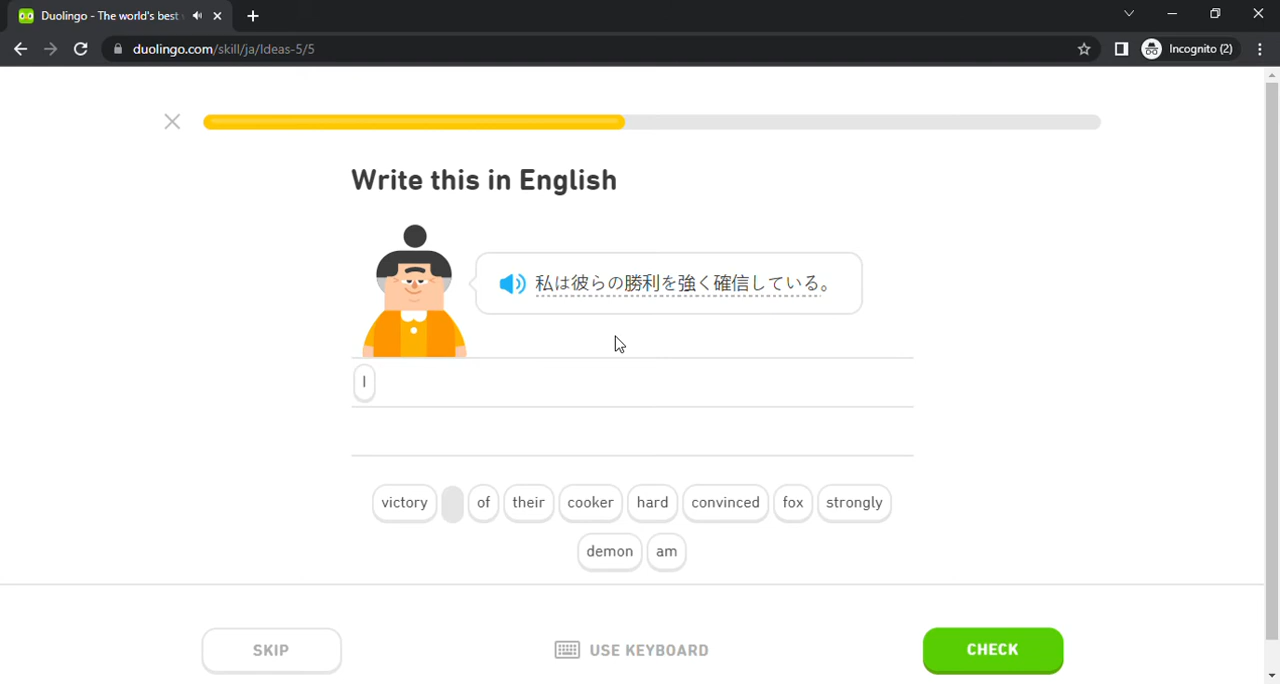 Duolingo - The world's best
duolingo.com/skill/ja/Ideas-5/5
Incognito (2)
Write this in English
私は彼らの勝利を強く確信している。
I
victory of their cooker hard convinced fox strongly
demon am
SKIP
USE KEYBOARD
CHECK